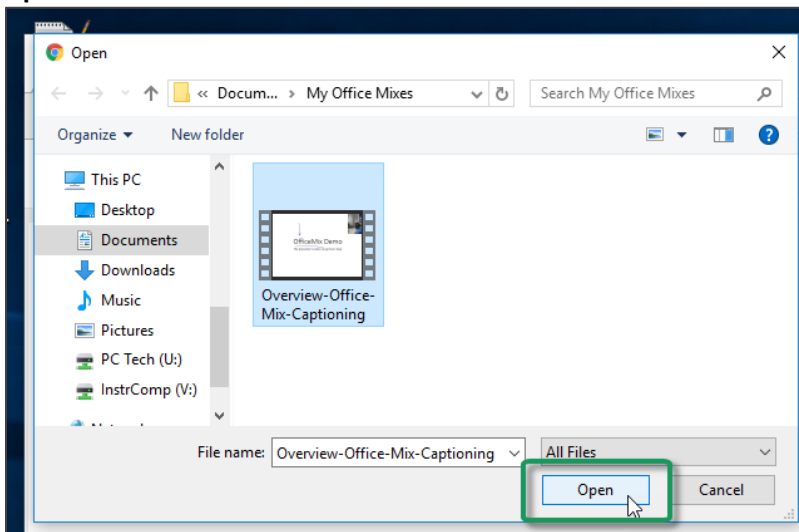 Open
« Docum... › My Office Mixes
Search My Office Mixes
Organize
New folder
?
This PC
Desktop
Documents
Downloads
Music
Pictures
PC Tech (U:)
InstrComp (V:)
OfficeMix Demo
Overview-Office-
Mix-Captioning
File name:
Overview-Office-Mix-Captioning
All Files
Open
Cancel